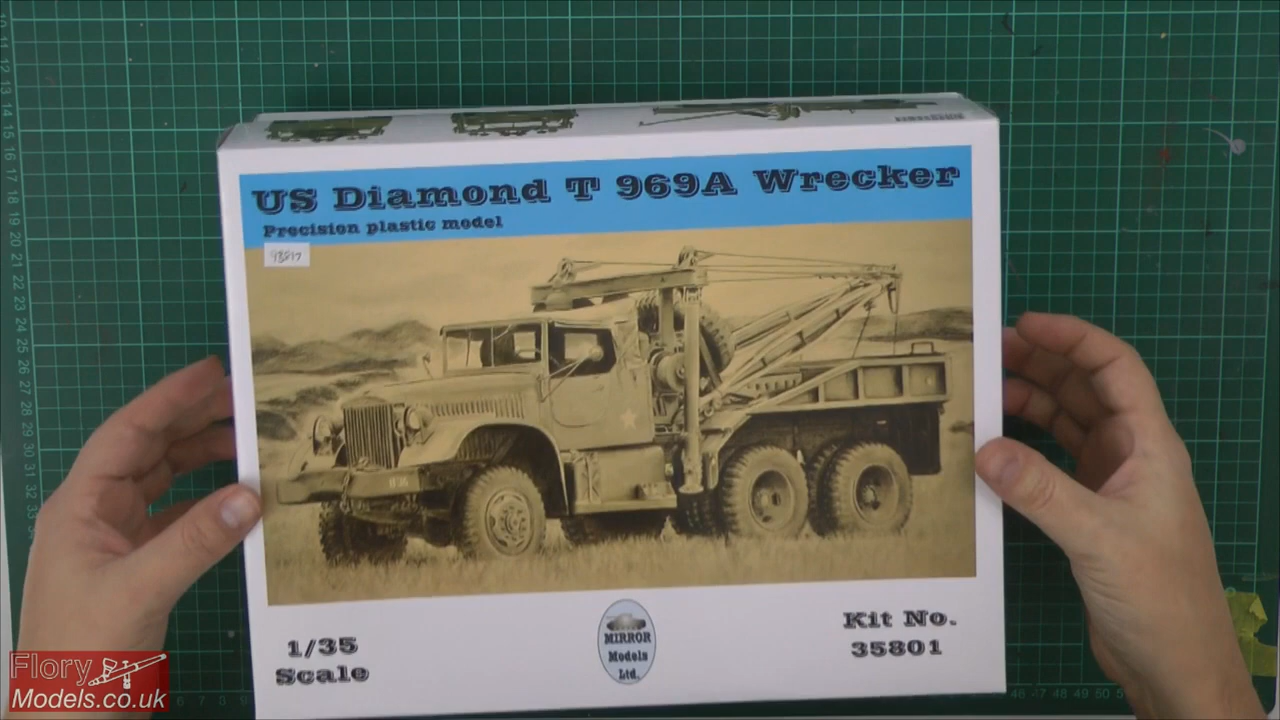 US Diamond T 969A Wrecker
Precision plastic model
1/35
Scale
MIRROR
Models
Ltd.
Kit No.
35801
Flory
Models.co.uk